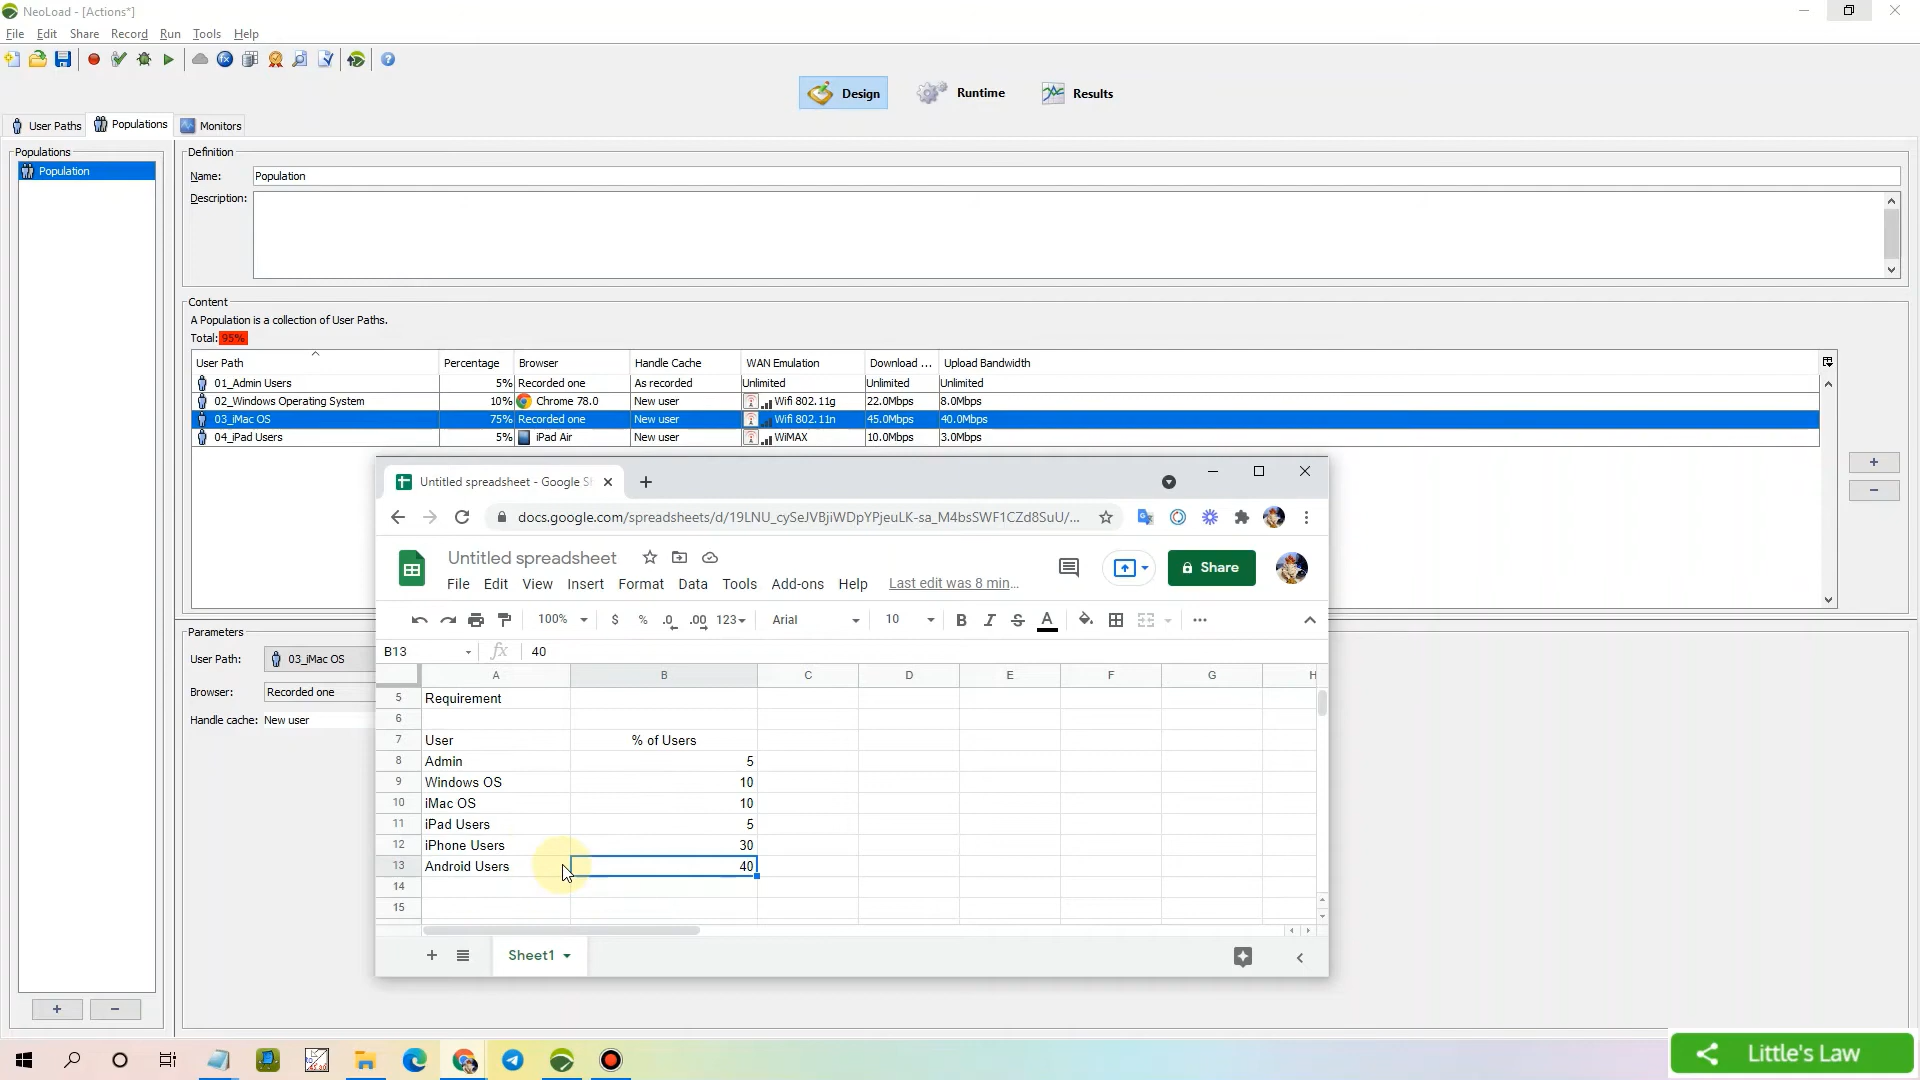 NeoLoad - [Actions*]
File Edit Share Record Run Tools Help
Design Runtime Results
User Paths Populations Monitors
Populations
Population
Definition
Name: Population
Description:
Content
A Population is a collection of User Paths.
Total: 95%
User Path Percentage Browser Handle Cache WAN Emulation Download ... Upload Bandwidth
01_Admin Users 5% Recorded one As recorded Unlimited Unlimited Unlimited
02_Windows Operating System 10% Chrome 78.0 New user Wifi 802.11g 22.0Mbps 8.0Mbps
03_iMac OS 75% Recorded one New user Wifi 802.11n 45.0Mbps 40.0Mbps
04_iPad Users 5% iPad Air New user WiMAX 10.0Mbps 3.0Mbps
+
-
Parameters
User Path: 03_iMac OS
Browser: Recorded one
Handle cache: New user
+ -
Untitled spreadsheet - Google Sh
docs.google.com/spreadsheets/d/19LNU_cySeJVBjiWDpYPjeuLK-sa_M4bsSWF1CZd8SuU/...
Untitled spreadsheet
Share
File Edit View Insert Format Data Tools Add-ons Help Last edit was 8 min...
100% $ % .0 .00 123 Arial 10 B I S A
B13 fx 40
A B C D E F G H
5 Requirement
6
7 User % of Users
8 Admin 5
9 Windows OS 10
10 iMac OS 10
11 iPad Users 5
12 iPhone Users 30
13 Android Users 40
14
15
+ Sheet1
Little's Law